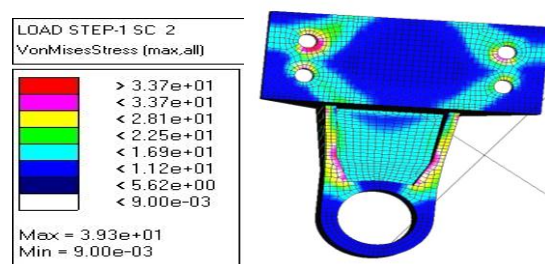 LOAD STEP-1 SC 2
VonMisesStress (max,all)
> 3.37e+01
< 3.37e+01
< 2.81e+01
< 2.25e+01
< 1.69e+01
< 1.12e+01
< 5.62e+00
< 9.00e-03
Max = 3.93e+01
Min = 9.00e-03